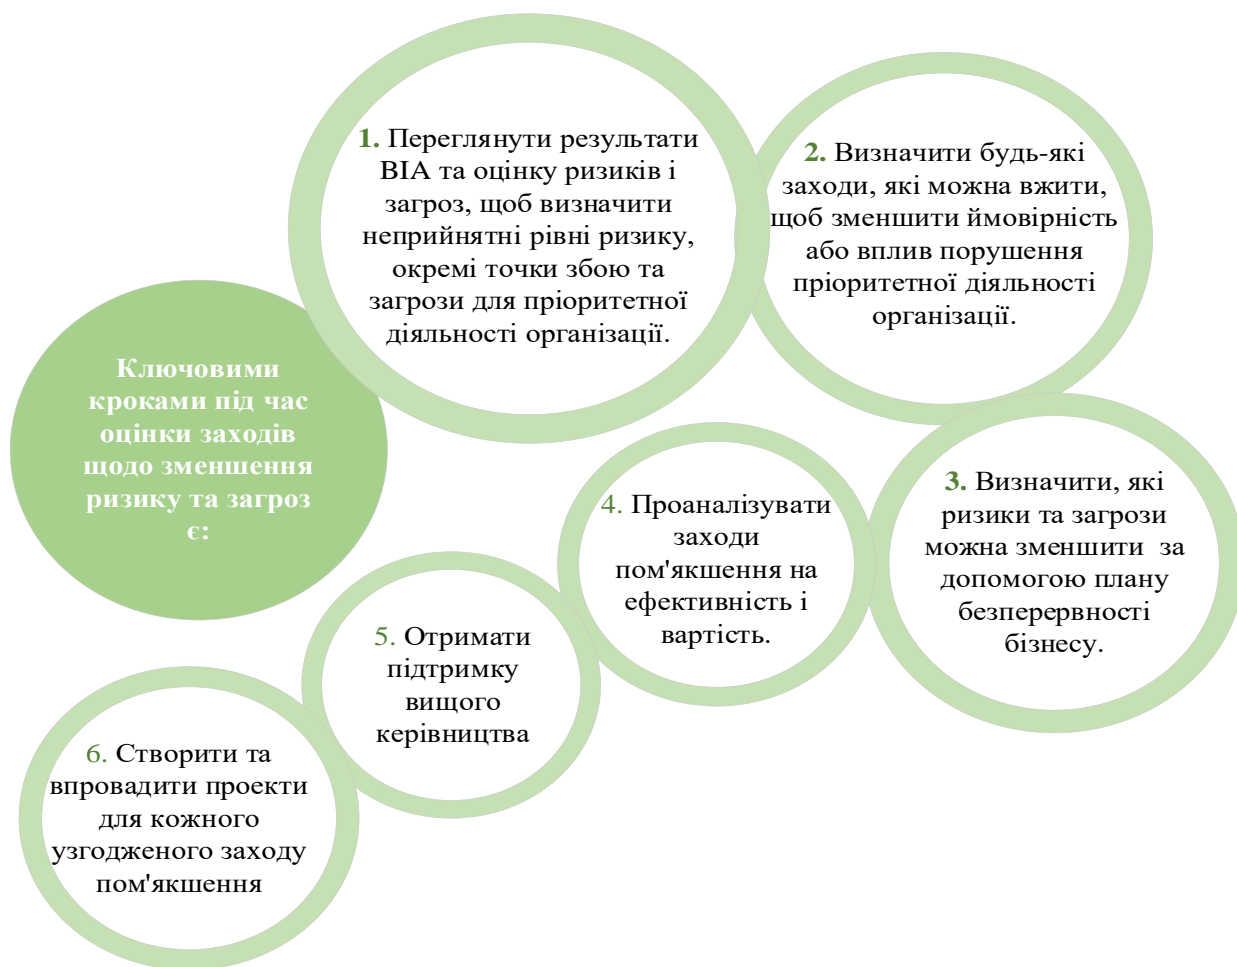 Ключовими
кроками під час
оцінки заходів
щодо зменшення
ризику та загроз
є:
1. Переглянути результати
BIA та оцінку ризиків і
загроз, щоб визначити
неприйнятні рівні ризику,
окремі точки збою та
загрози для пріоритетної
діяльності організації.
2. Визначити будь-які
заходи, які можна вжити,
щоб зменшити ймовірність
або вплив порушення
пріоритетної діяльності
організації.
3. Визначити, які
ризики та загрози
можна зменшити за
допомогою плану
безперервності
бізнесу.
4. Проаналізувати
заходи
пом'якшення на
ефективність і
вартість.
5. Отримати
підтримку
вищого
керівництва
6. Створити та
впровадити проекти
для кожного
узгодженого заходу
пом'якшення